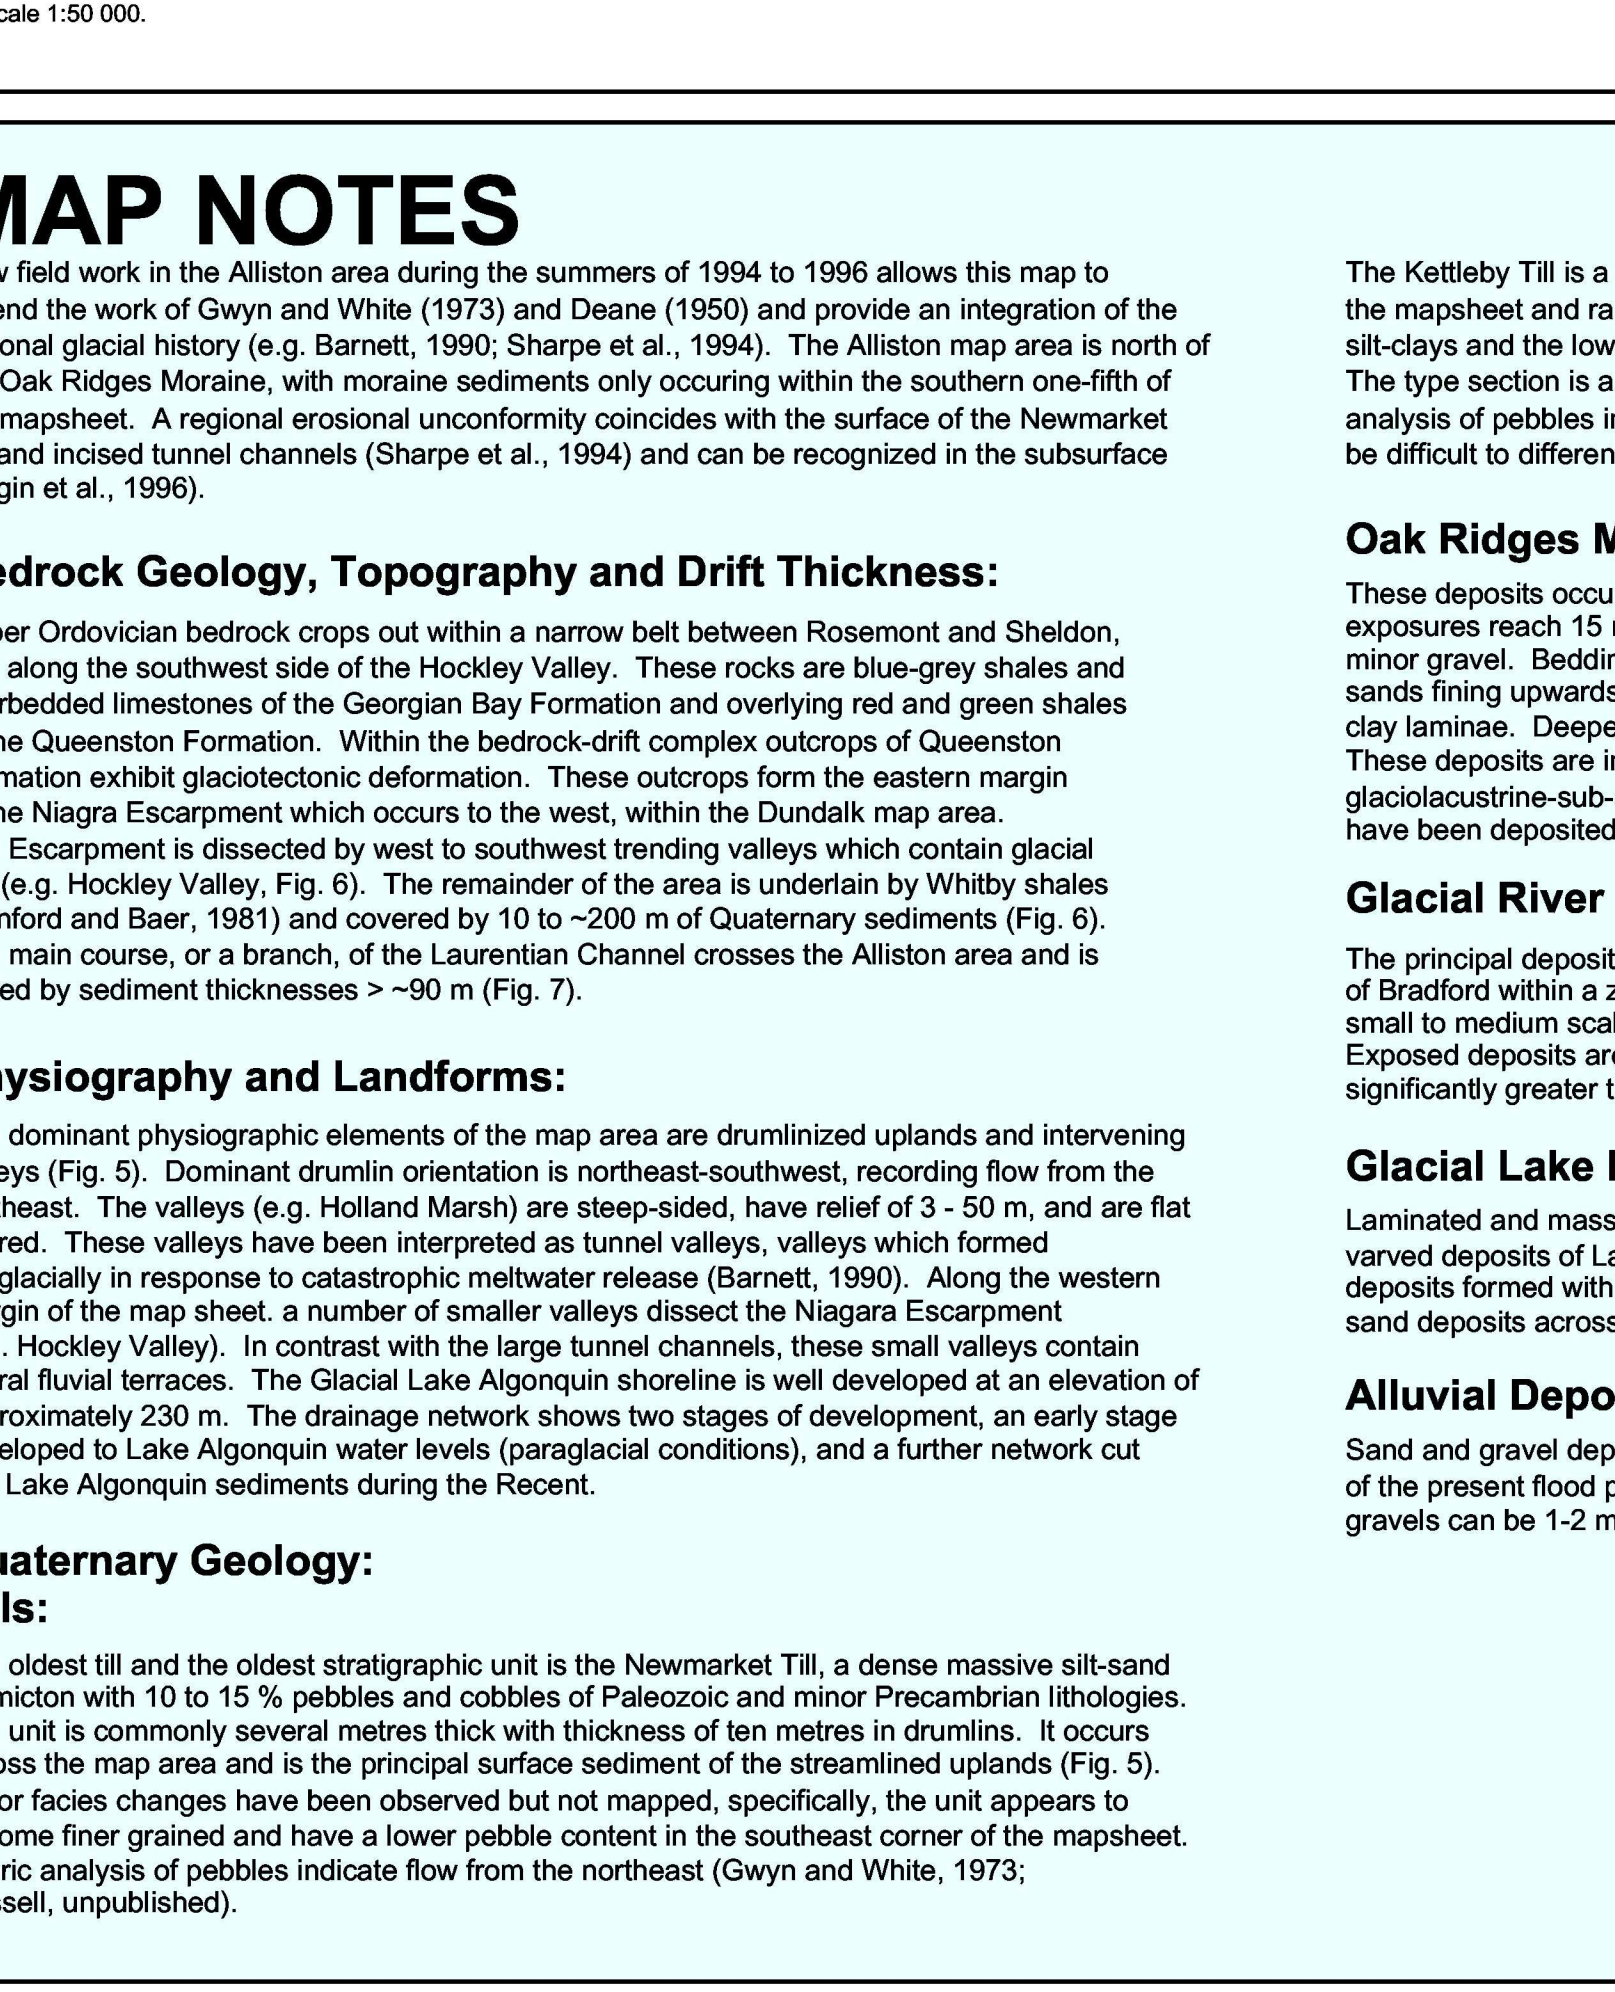 cale 1:50 000.
MAP NOTES
w field work in the Alliston area during the summers of 1994 to 1996 allows this map to
end the work of Gwyn and White (1973) and Deane (1950) and provide an integration of the
onal glacial history (e.g. Barnett, 1990; Sharpe et al., 1994). The Alliston map area is north of
Oak Ridges Moraine, with moraine sediments only occuring within the southern one-fifth of
mapsheet. A regional erosional unconformity coincides with the surface of the Newmarket
and incised tunnel channels (Sharpe et al., 1994) and can be recognized in the subsurface
gin et al., 1996).
edrock Geology, Topography and Drift Thickness:
per Ordovician bedrock crops out within a narrow belt between Rosemont and Sheldon,
along the southwest side of the Hockley Valley. These rocks are blue-grey shales and
rbedded limestones of the Georgian Bay Formation and overlying red and green shales
he Queenston Formation. Within the bedrock-drift complex outcrops of Queenston
mation exhibit glaciotectonic deformation. These outcrops form the eastern margin
he Niagra Escarpment which occurs to the west, within the Dundalk map area.
Escarpment is dissected by west to southwest trending valleys which contain glacial
(e.g. Hockley Valley, Fig. 6). The remainder of the area is underlain by Whitby shales
nford and Baer, 1981) and covered by 10 to ~200 m of Quaternary sediments (Fig. 6).
main course, or a branch, of the Laurentian Channel crosses the Alliston area and is
ed by sediment thicknesses > ~90 m (Fig. 7).
hysiography and Landforms:
dominant physiographic elements of the map area are drumlinized uplands and intervening
eys (Fig. 5). Dominant drumlin orientation is northeast-southwest, recording flow from the
heast. The valleys (e.g. Holland Marsh) are steep-sided, have relief of 3 - 50 m, and are flat
red. These valleys have been interpreted as tunnel valleys, valleys which formed
glacially in response to catastrophic meltwater release (Barnett, 1990). Along the western
rgin of the map sheet. a number of smaller valleys dissect the Niagara Escarpment
. Hockley Valley). In contrast with the large tunnel channels, these small valleys contain
ral fluvial terraces. The Glacial Lake Algonquin shoreline is well developed at an elevation of
roximately 230 m. The drainage network shows two stages of development, an early stage
eloped to Lake Algonquin water levels (paraglacial conditions), and a further network cut
Lake Algonquin sediments during the Recent.
uaternary Geology:
ls:
oldest till and the oldest stratigraphic unit is the Newmarket Till, a dense massive silt-sand
micton with 10 to 15 % pebbles and cobbles of Paleozoic and minor Precambrian lithologies.
unit is commonly several metres thick with thickness of ten metres in drumlins. It occurs
oss the map area and is the principal surface sediment of the streamlined uplands (Fig. 5).
or facies changes have been observed but not mapped, specifically, the unit appears to
ome finer grained and have a lower pebble content in the southeast corner of the mapsheet.
ric analysis of pebbles indicate flow from the northeast (Gwyn and White, 1973;
ssell, unpublished).
The Kettleby Till is a
the mapsheet and ra
silt-clays and the low
The type section is a
analysis of pebbles in
be difficult to differen
Oak Ridges M
These deposits occu
exposures reach 15 m
minor gravel. Beddin
sands fining upwards
clay laminae. Deepe
These deposits are in
glaciolacustrine-sub-
have been deposited
Glacial River
The principal deposit
of Bradford within a z
small to medium scal
Exposed deposits are
significantly greater t
Glacial Lake
Laminated and mass
varved deposits of La
deposits formed with
sand deposits across
Alluvial Depo
Sand and gravel dep
of the present flood p
gravels can be 1-2 m